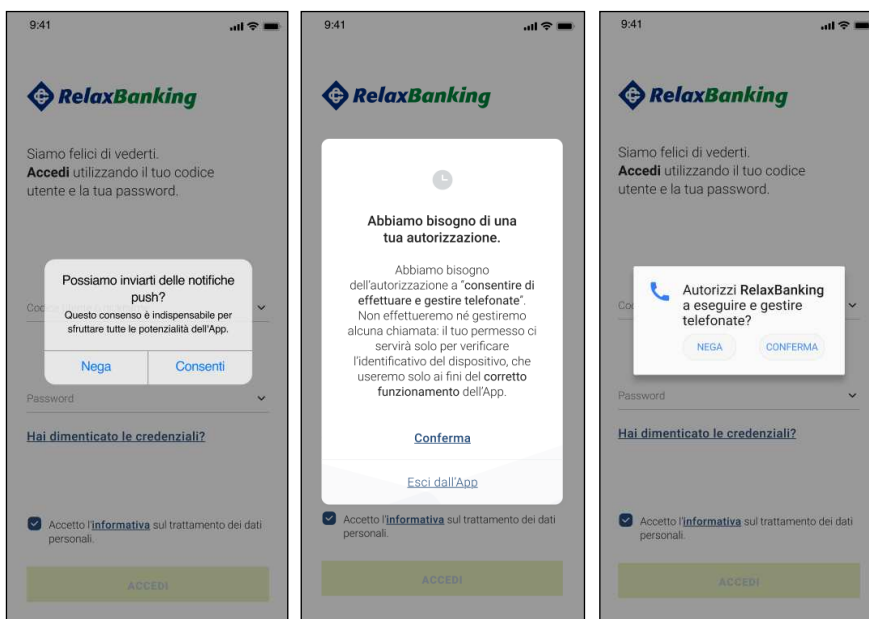 9:41
RelaxBanking
Siamo felici di vederti.
Accedi utilizzando il tuo codice
utente e la tua password.
Possiamo inviarti delle notifiche
push?
Questo consenso è indispensabile per
sfruttare tutte le potenzialità dell'App.
Nega
Consenti
Password
Hai dimenticato le credenziali?
Accetto l'informativa sul trattamento dei dati
personali.
ACCEDI
9:41
RelaxBanking
Abbiamo bisogno di una
tua autorizzazione.
Abbiamo bisogno
dell'autorizzazione a "consentire di
effettuare e gestire telefonate".
Non effettueremo né gestiremo
alcuna chiamata: il tuo permesso ci
servirà solo per verificare
l'identificativo del dispositivo, che
useremo solo ai fini del corretto
funzionamento dell'App.
Conferma
Esci dall'App
Accetto l'informativa sul trattamento dei dati
personali.
ACCEDI
9:41
RelaxBanking
Siamo felici di vederti.
Accedi utilizzando il tuo codice
utente e la tua password.
Autorizzi RelaxBanking
a eseguire e gestire
telefonate?
NEGA
CONFERMA
Password
Hai dimenticato le credenziali?
Accetto l'informativa sul trattamento dei dati
personali.
ACCEDI